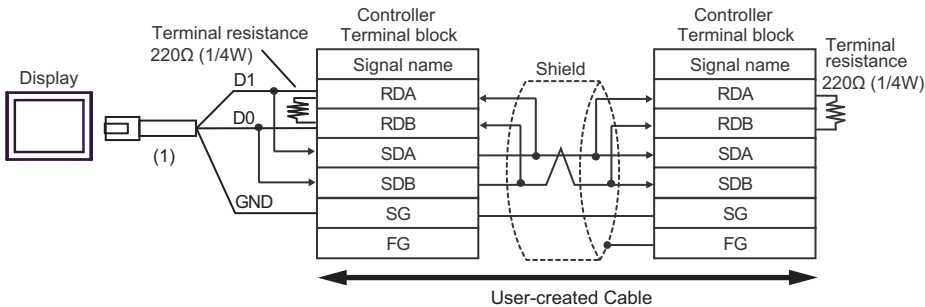 Controller
Terminal block
Controller
Terminal block
Terminal resistance
220Ω (1/4W)
Terminal
resistance
220Ω (1/4W)
Display
D1
D0
GND
(1)
Signal name
RDA
RDB
SDA
SDB
SG
FG
Shield
Signal name
RDA
RDB
SDA
SDB
SG
FG
User-created Cable